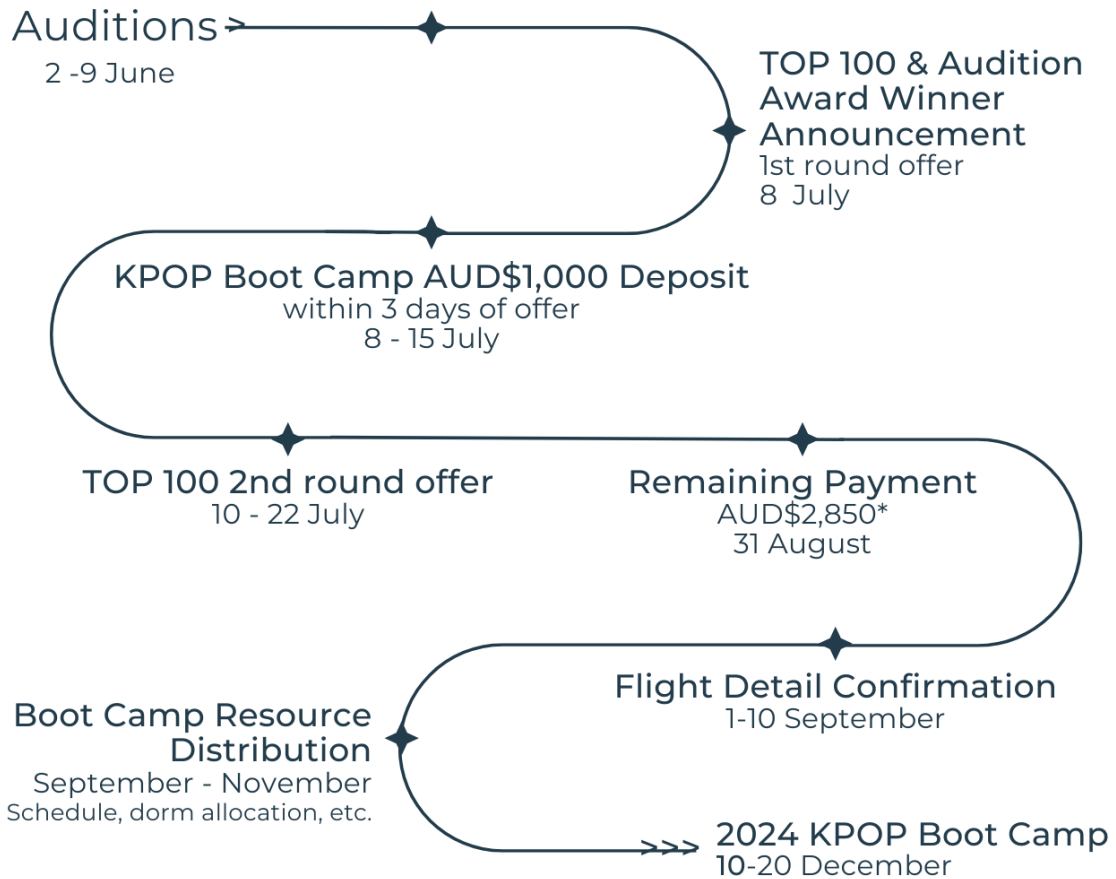 Auditions
2 -9 June
TOP 100 & Audition
Award Winner
Announcement
1st round offer
8 July
KPOP Boot Camp AUD$1,000 Deposit
within 3 days of offer
8 - 15 July
TOP 100 2nd round offer
10 - 22 July
Remaining Payment
AUD$2,850*
31 August
Flight Detail Confirmation
1-10 September
Boot Camp Resource
Distribution
September - November
Schedule, dorm allocation, etc.
2024 KPOP Boot Camp
10-20 December